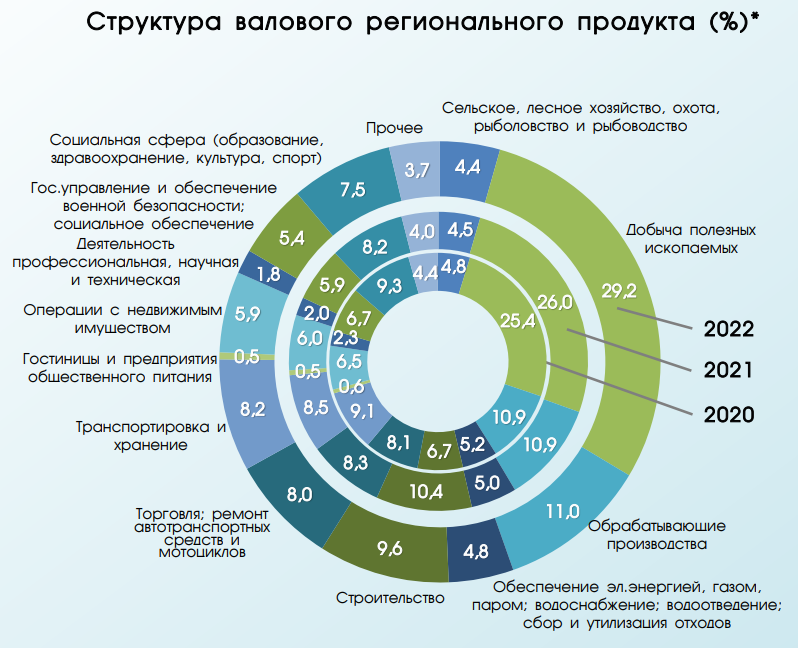 Структура валового регионального продукта (%)*
Сельское, лесное хозяйство, охота,
рыболовство и рыбоводство
Прочее
Социальная сфера (образование,
здравоохранение, культура, спорт)
Гос.управление и обеспечение
военной безопасности;
социальное обеспечение
Деятельность
профессиональная, научная
и техническая
Операции с недвижимым
имуществом
Гостиницы и предприятия
общественного питания
Транспортировка и
хранение
Торговля; ремонт
автотранспортных
средств и
мотоциклов
Строительство
Обеспечение эл.энергией, газом,
паром; водоснабжение; водоотведение;
сбор и утилизация отходов
Обрабатывающие
производства
Добыча полезных
ископаемых
2022
2021
2020
4,4
29,2
11,0
4,8
9,6
8,0
8,2
0,5
5,9
1,8
5,4
7,5
3,7
4,5
26,0
10,9
5,0
10,4
8,3
8,5
0,5
6,0
2,0
5,9
8,2
4,0
4,8
25,4
10,9
5,2
6,7
8,1
9,1
0,6
6,5
2,3
6,7
9,3
4,4